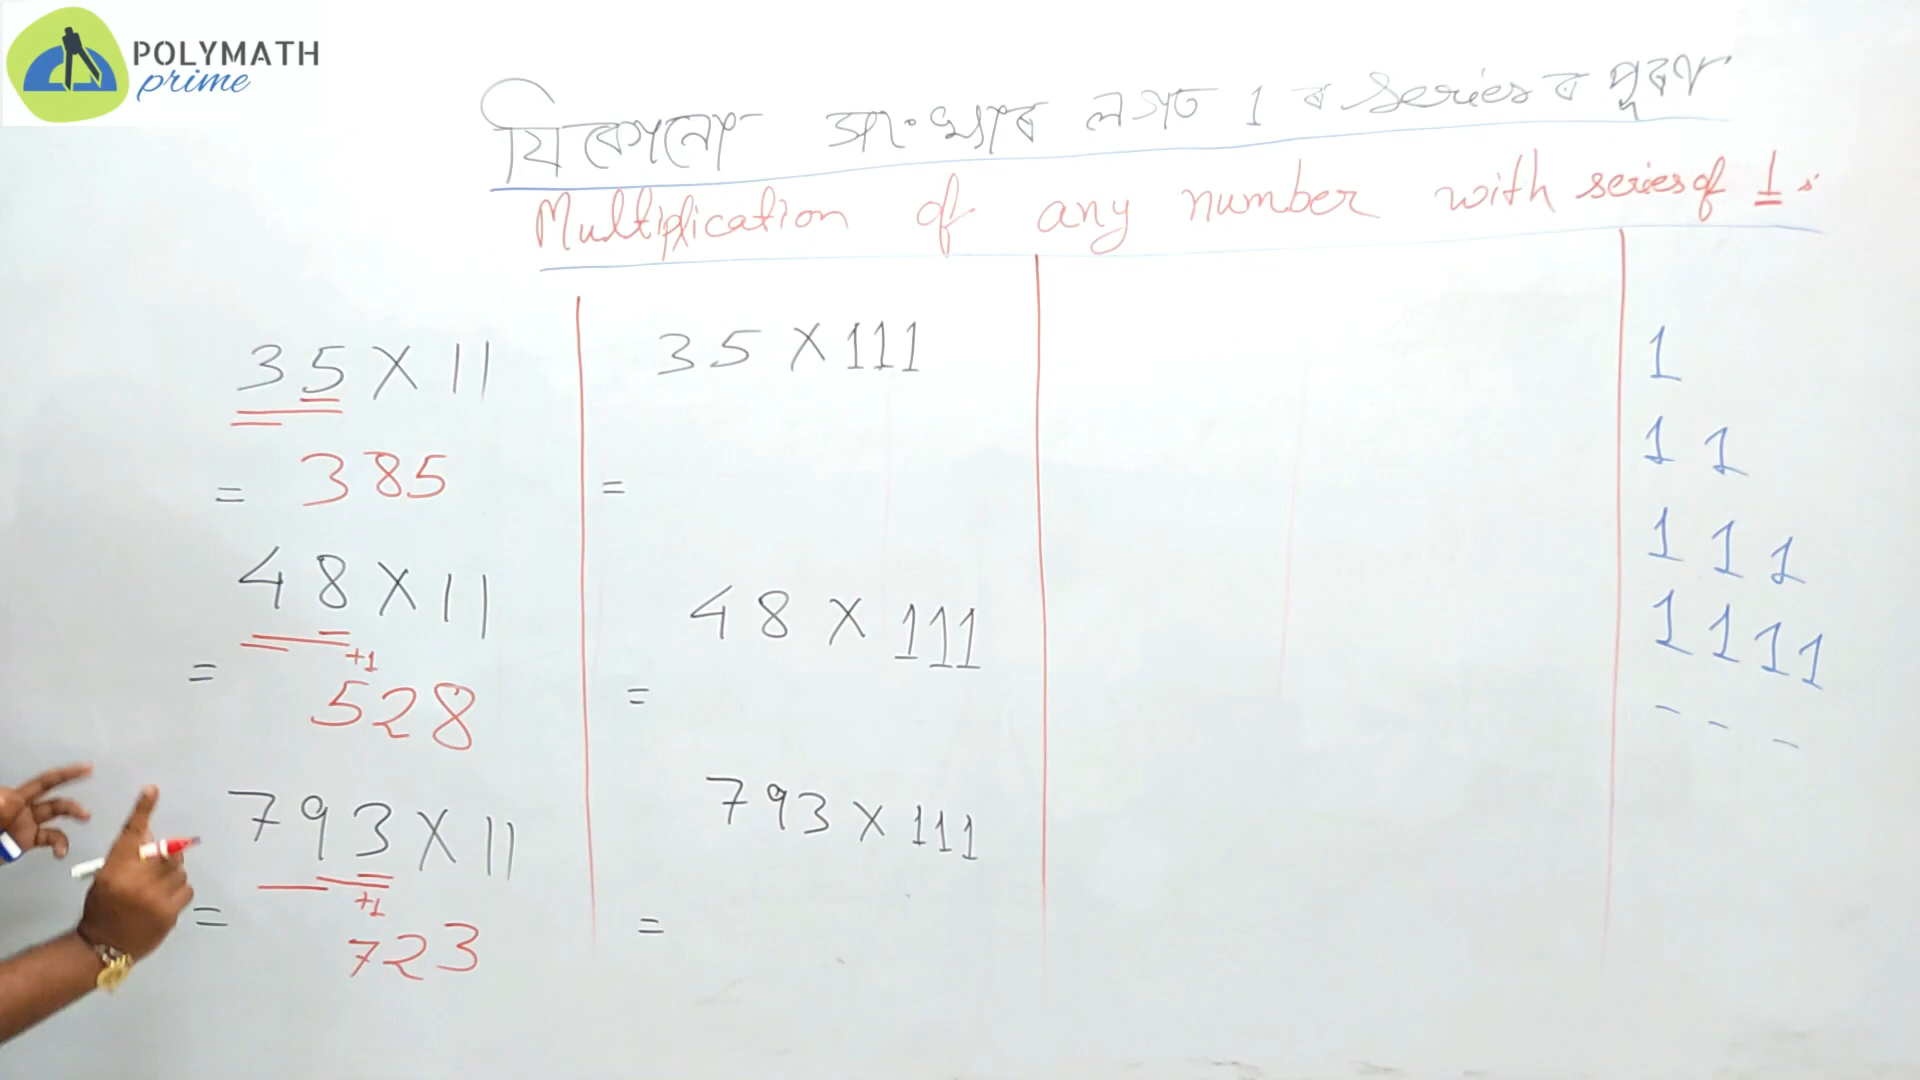 POLYMATH
prime
যিকোনো সংখ্যাৰ লগত 1 ৰ series ৰ পূৰণ
Multiplication of any number with series of 1s.
35 X 11
= 385
48 X 11
+1
= 528
793 X 11
+1
= 723
35 X 111
=
48 X 111
=
793 X 111
=
1
1 1
1 1 1
1 1 1 1
- - -